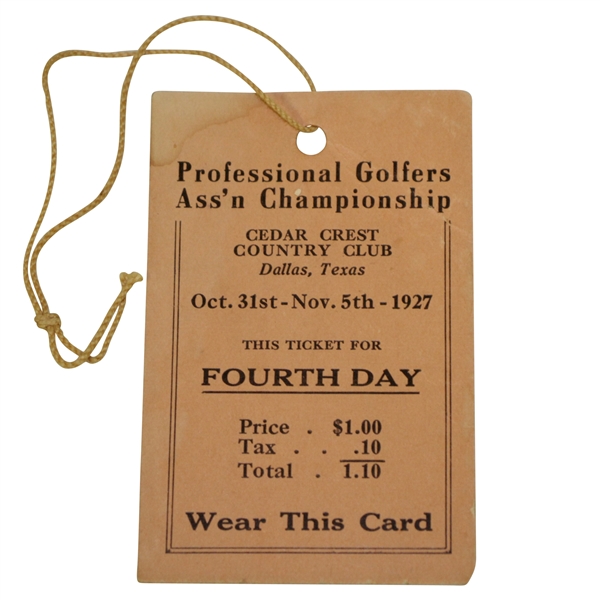 Professional Golfers
Ass'n Championship
CEDAR CREST
COUNTRY CLUB
Dallas, Texas
Oct. 31st - Nov. 5th - 1927
THIS TICKET FOR
FOURTH DAY
Price . $1.00
Tax . . .10
Total . 1.10
Wear This Card